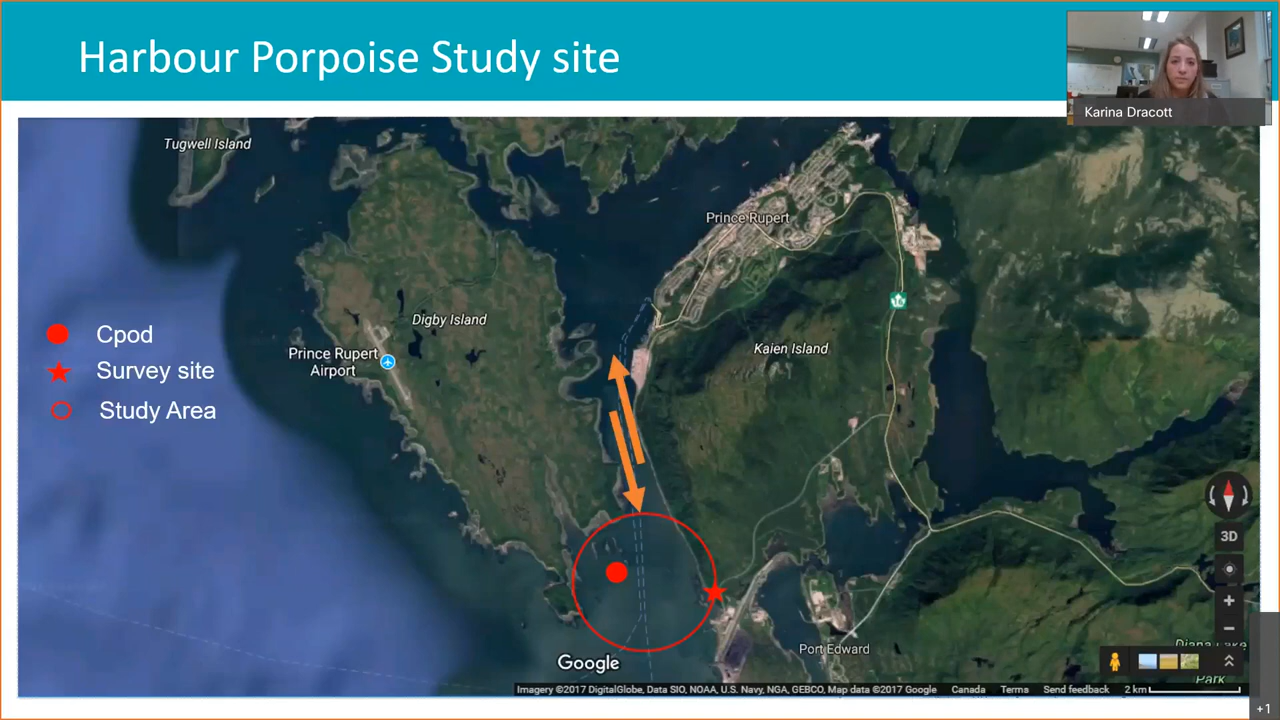 Harbour Porpoise Study site
Karina Dracott
Tugwell Island
Prince Rupert
Digby Island
Kaien Island
Prince Rupert
Airport
Cpod
Survey site
Study Area
3D
Port Edward
Diana Lake
Park
Google
Imagery ©2017 DigitalGlobe, Data SIO, NOAA, U.S. Navy, NGA, GEBCO, Map data ©2017 Google Canada Terms Send feedback 2 km
+1